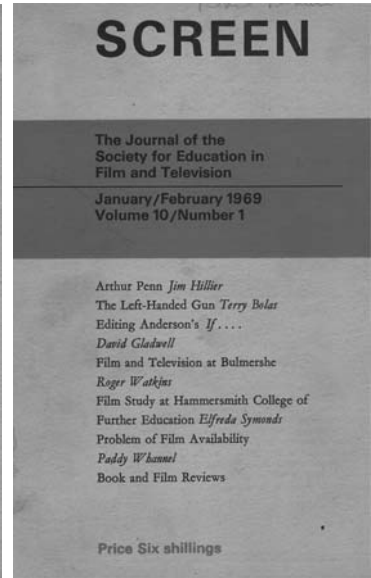 SCREEN
The Journal of the
Society for Education in
Film and Television
January/February 1969
Volume 10/Number 1
Arthur Penn Jim Hillier
The Left-Handed Gun Terry Bolas
Editing Anderson's If . . . .
David Gladwell
Film and Television at Bulmershe
Roger Watkins
Film Study at Hammersmith College of
Further Education Elfreda Symonds
Problem of Film Availability
Paddy Whannel
Book and Film Reviews
Price Six shillings